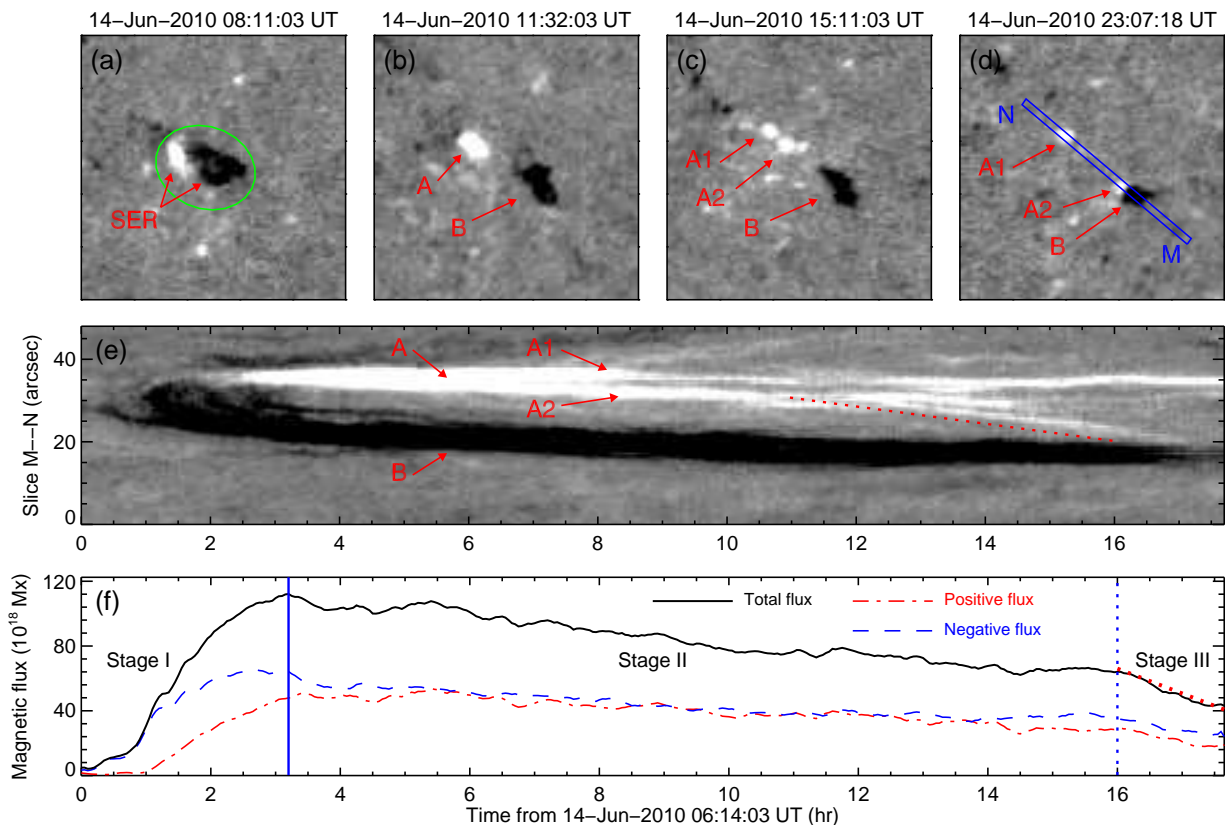 14−Jun−2010 08:11:03 UT
14−Jun−2010 11:32:03 UT
14−Jun−2010 15:11:03 UT
14−Jun−2010 23:07:18 UT
(a)
SER
(b)
A
B
(c)
A1
A2
B
(d)
N
A1
A2
B
M
Slice M−−N (arcsec)
(e)
A
A1
A2
B
40
20
0
0 2 4 6 8 10 12 14 16
Magnetic flux (10^18 Mx)
(f)
Total flux
Positive flux
Negative flux
Stage I
Stage II
Stage III
120
80
40
0
0 2 4 6 8 10 12 14 16
Time from 14−Jun−2010 06:14:03 UT (hr)